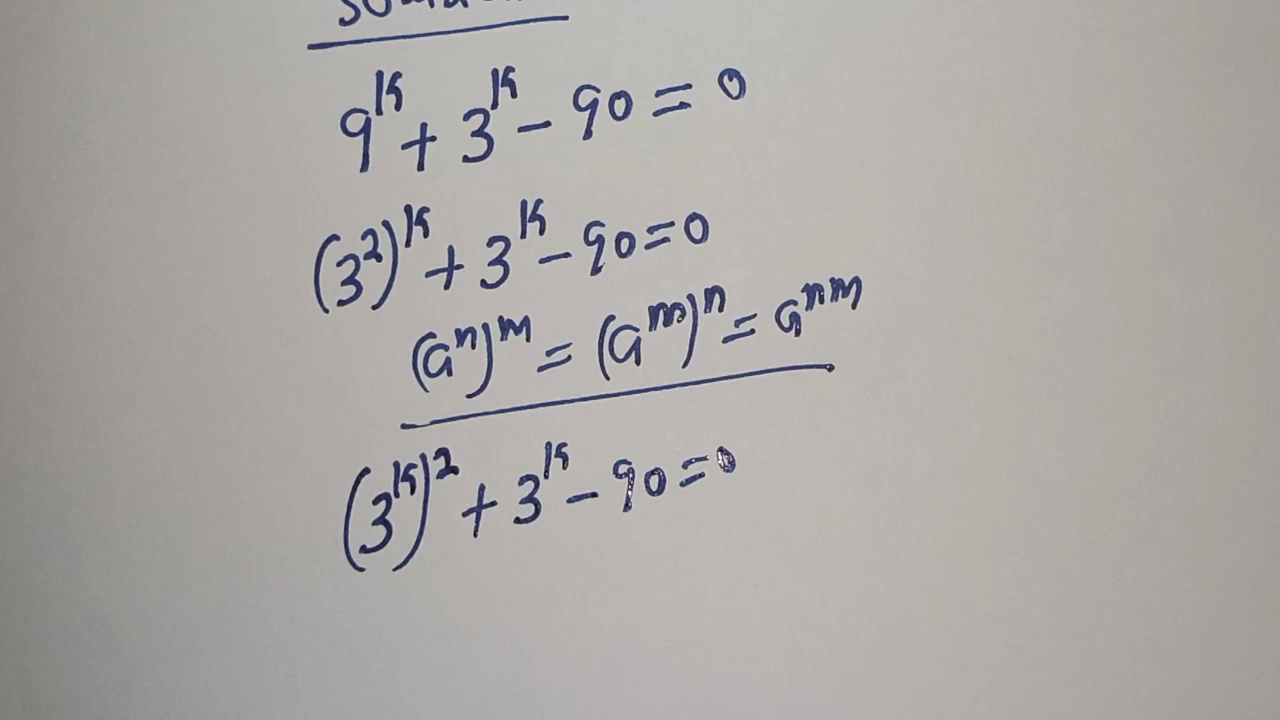 9^k + 3^k - 90 = 0
(3^2)^k + 3^k - 90 = 0
(a^n)^m = (a^m)^n = a^nm
(3^k)^2 + 3^k - 90 = 0